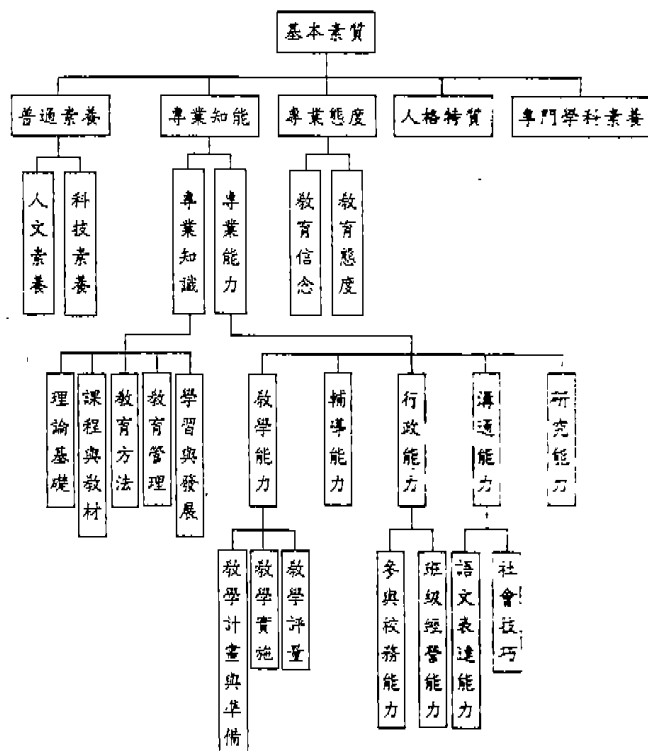 基本素質
普通素養
專業知能
專業態度
人格特質
專門學科素養
人文素養
科技素養
專業知識
專業能力
教育信念
教育態度
理論基礎
課程與教材
教育方法
教育管理
學習與發展
教學能力
輔導能力
行政能力
溝通能力
研究能力
教學計畫與準備
教學實施
教學評量
參與校務能力
班級經營能力
語文表達能力
社會技巧